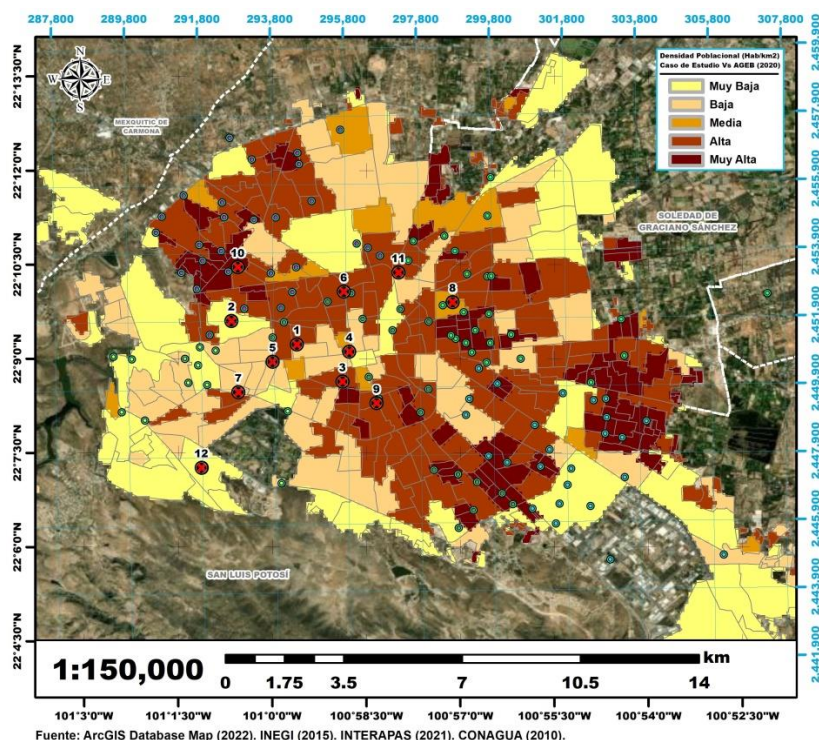 287,800 289,800 291,800 293,800 295,800 297,800 299,800 301,800 303,800 305,800 307,800
22°13'30"N
22°12'0"N
22°10'30"N
22°9'0"N
22°7'30"N
22°6'0"N
22°4'30"N
N
W E
S
MEXQUITIC DE
CARMONA
Densidad Poblacional (Hab/km2)
Caso de Estudio Vs AGEB (2020)
Muy Baja
Baja
Media
Alta
Muy Alta
SOLEDAD DE
GRACIANO SÁNCHEZ
10
11
6
8
2
1
4
5
3
7
9
12
SAN LUIS POTOSÍ
2.459,900
2.457,900
2.455,900
2.453,900
2.451,900
2.449,900
2.447,900
2.445,900
2.443,900
2.441,900
1:150,000
km
0 1.75 3.5 7 10.5 14
101°3'0"W 101°1'30"W 101°0'0"W 100°58'30"W 100°57'0"W 100°55'30"W 100°54'0"W 100°52'30"W
Fuente: ArcGIS Database Map (2022), INEGI (2015), INTERAPAS (2021), CONAGUA (2010).